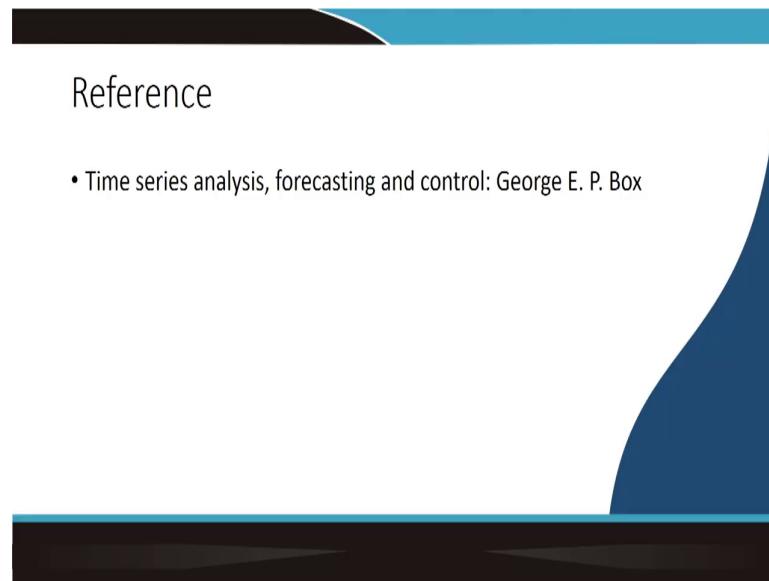 Reference
• Time series analysis, forecasting and control: George E. P. Box